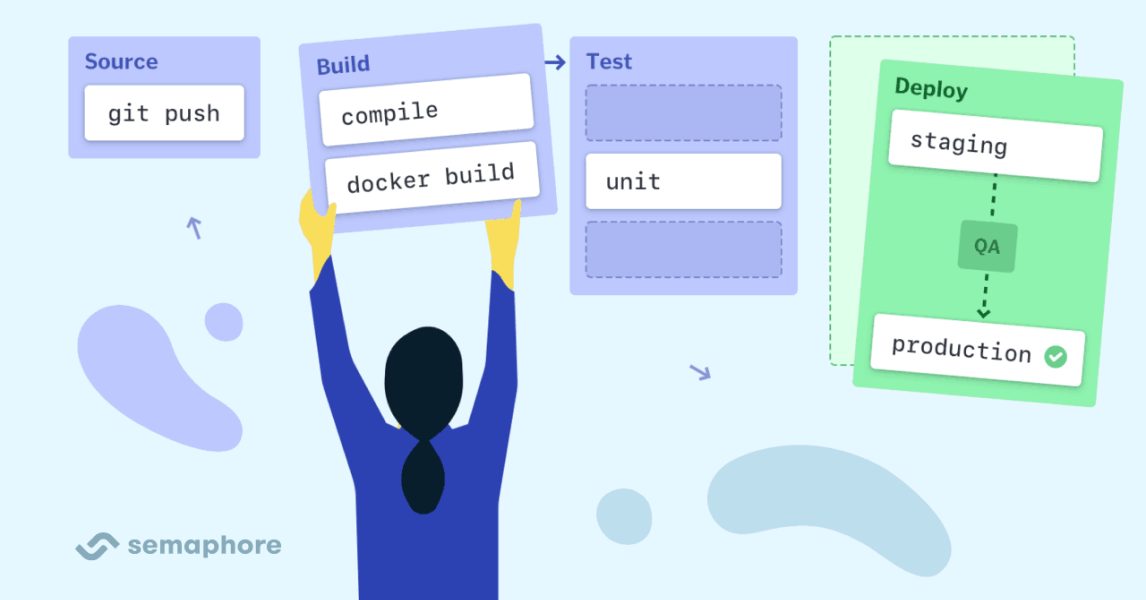 Source
git push
Build
compile
docker build
Test
unit
Deploy
staging
QA
production
semaphore